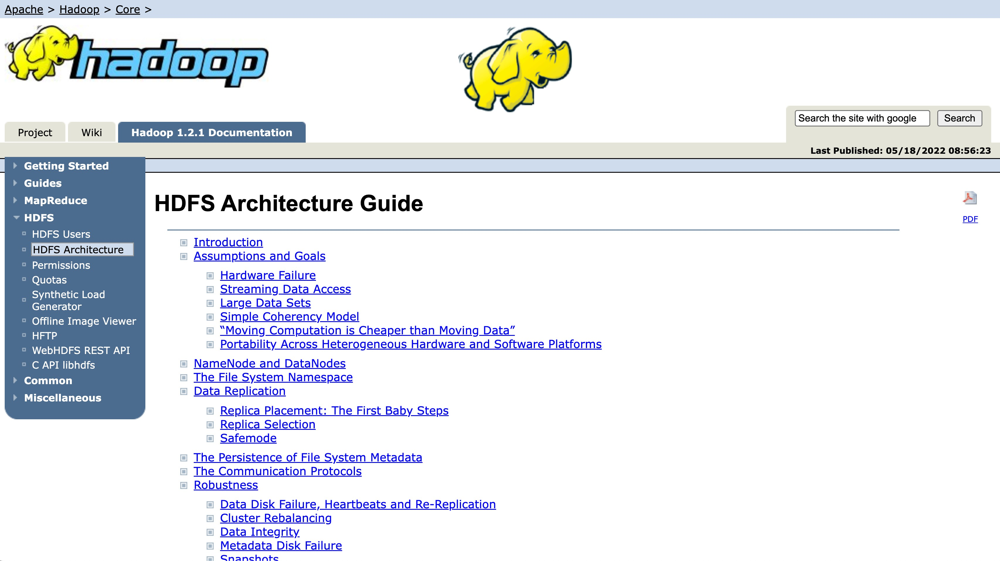 Apache > Hadoop > Core >
hadoop
Search the site with google
Search
Project
Wiki
Hadoop 1.2.1 Documentation
Last Published: 05/18/2022 08:56:23
Getting Started
Guides
MapReduce
HDFS
HDFS Users
HDFS Architecture
Permissions
Quotas
Synthetic Load
Generator
Offline Image Viewer
HFTP
WebHDFS REST API
C API libhdfs
Common
Miscellaneous
HDFS Architecture Guide
PDF
Introduction
Assumptions and Goals
Hardware Failure
Streaming Data Access
Large Data Sets
Simple Coherency Model
“Moving Computation is Cheaper than Moving Data”
Portability Across Heterogeneous Hardware and Software Platforms
NameNode and DataNodes
The File System Namespace
Data Replication
Replica Placement: The First Baby Steps
Replica Selection
Safemode
The Persistence of File System Metadata
The Communication Protocols
Robustness
Data Disk Failure, Heartbeats and Re-Replication
Cluster Rebalancing
Data Integrity
Metadata Disk Failure
Snapshots